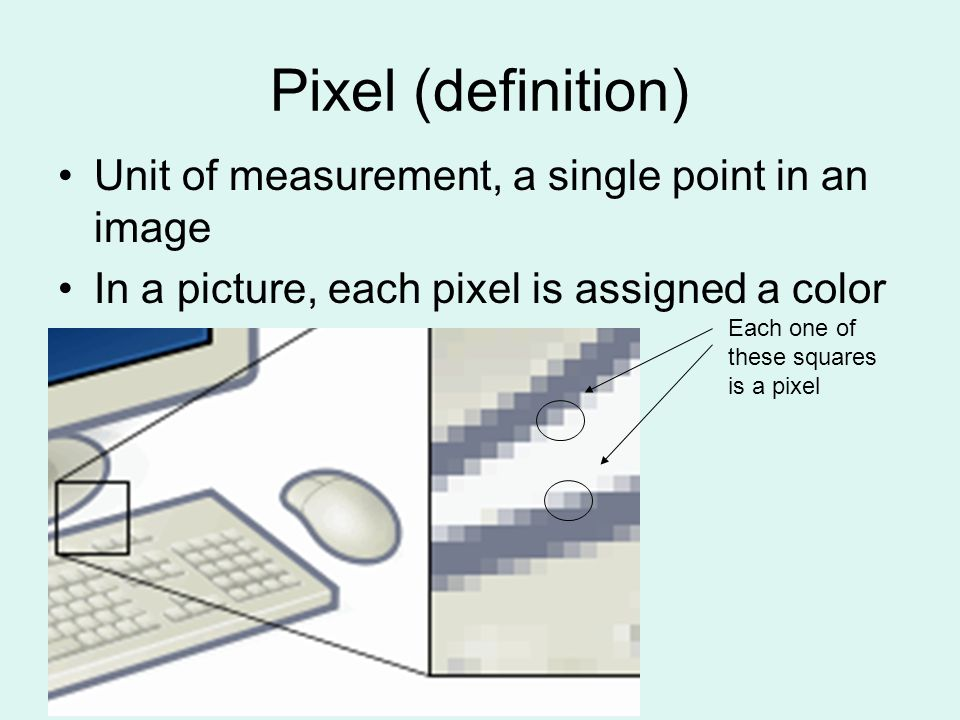 Pixel (definition)
• Unit of measurement, a single point in an
image
• In a picture, each pixel is assigned a color
Each one of
these squares
is a pixel